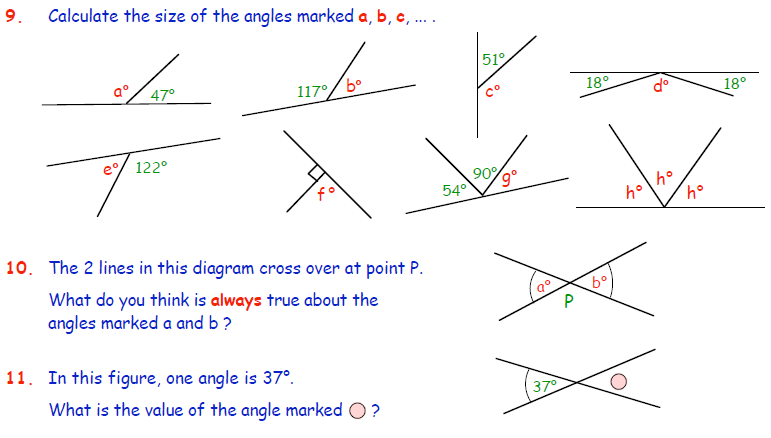 9. Calculate the size of the angles marked a, b, c, ... .
a° 47°
117° b°
51°
c°
18° d° 18°
e° 122°
f°
54° 90° g°
h° h° h°
10. The 2 lines in this diagram cross over at point P.
What do you think is always true about the
angles marked a and b ?
a° b°
P
11. In this figure, one angle is 37°.
What is the value of the angle marked ?
37°